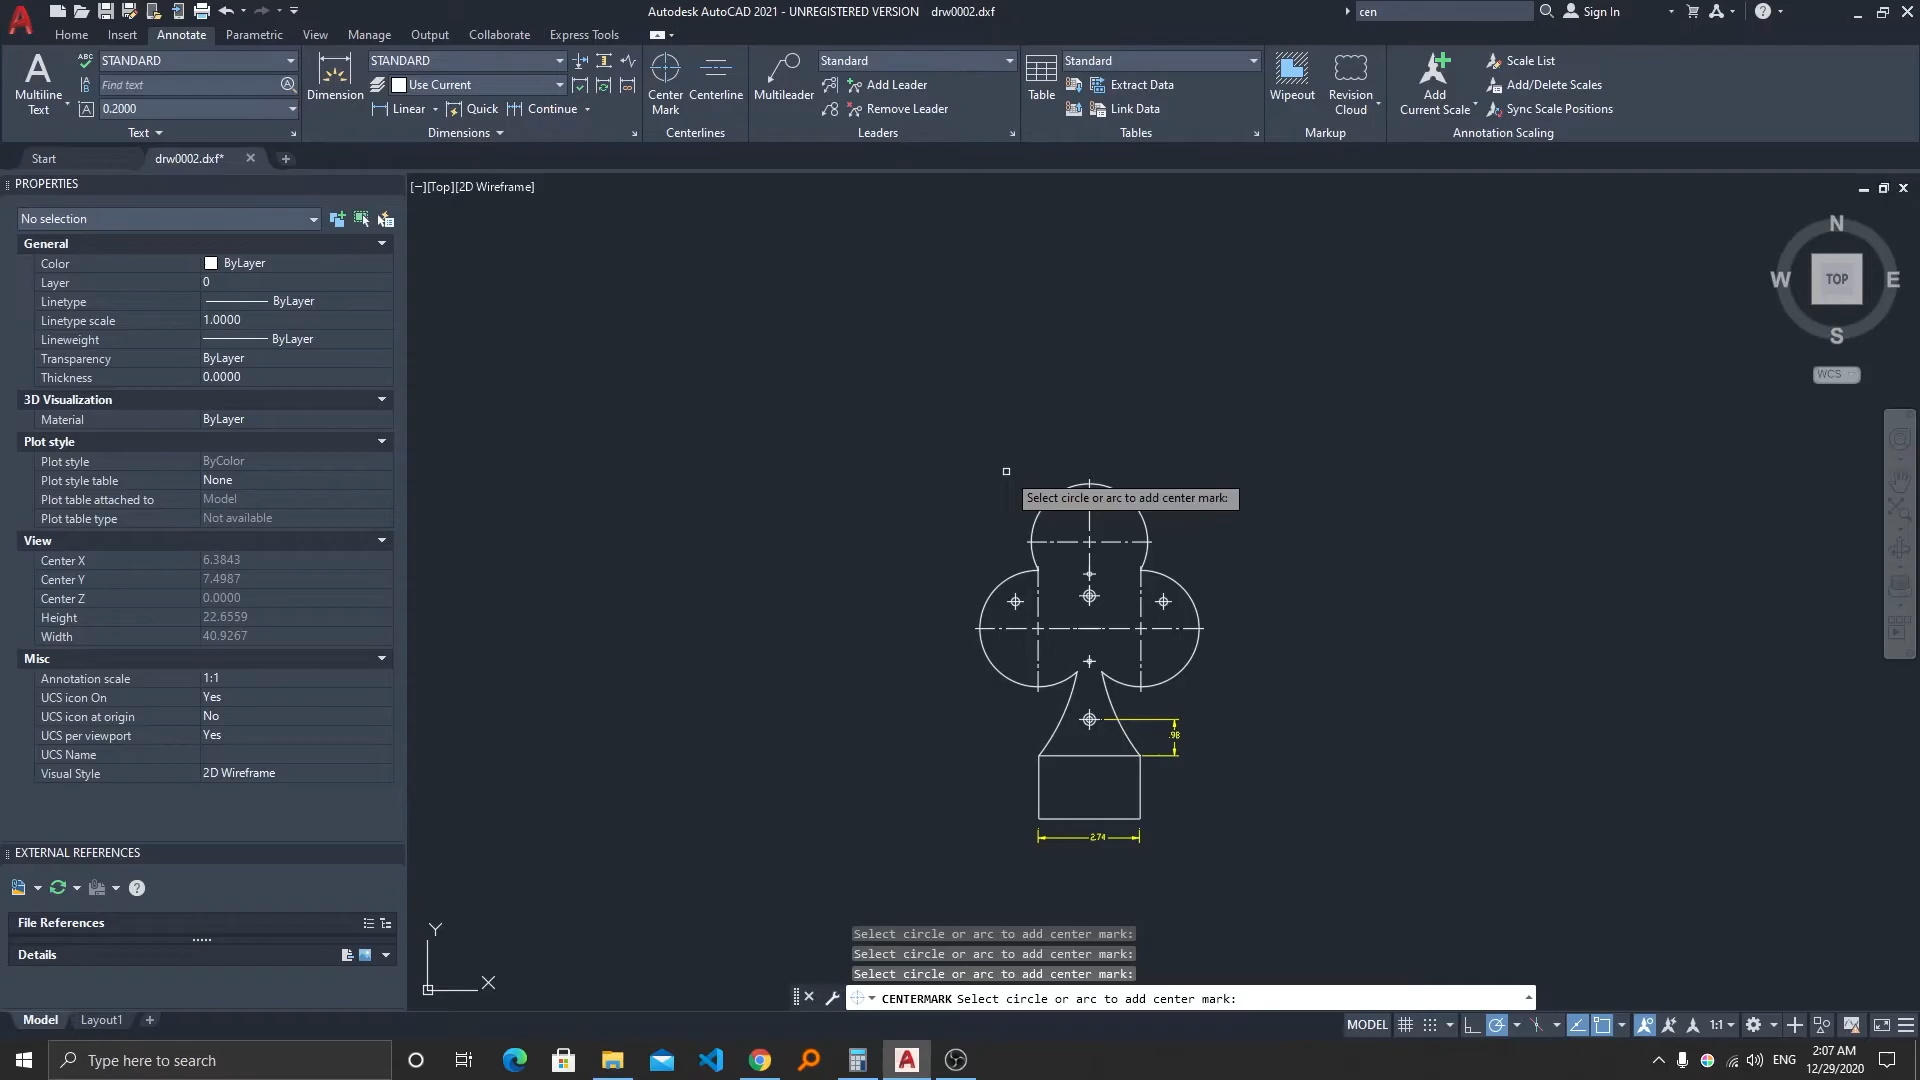 Autodesk AutoCAD 2021 - UNREGISTERED VERSION drw0002.dxf
cen
Sign In
Home Insert Annotate Parametric View Manage Output Collaborate Express Tools
Multiline Text
STANDARD
Find text
0.2000
Text
Dimension
STANDARD
Use Current
Linear Quick Continue
Dimensions
Center Mark
Centerline
Centerlines
Multileader
Standard
Add Leader
Remove Leader
Leaders
Table
Standard
Extract Data
Link Data
Tables
Wipeout
Revision Cloud
Markup
Add Current Scale
Scale List
Add/Delete Scales
Sync Scale Positions
Annotation Scaling
Start
drw0002.dxf*
PROPERTIES
No selection
General
Color ByLayer
Layer 0
Linetype ByLayer
Linetype scale 1.0000
Lineweight ByLayer
Transparency ByLayer
Thickness 0.0000
3D Visualization
Material ByLayer
Plot style
Plot style ByColor
Plot style table None
Plot table attached to Model
Plot table type Not available
View
Center X 6.3843
Center Y 7.4987
Center Z 0.0000
Height 22.6559
Width 40.9267
Misc
Annotation scale 1:1
UCS icon On Yes
UCS icon at origin No
UCS per viewport Yes
UCS Name
Visual Style 2D Wireframe
EXTERNAL REFERENCES
File References
Details
[−][Top][2D Wireframe]
N
W TOP E
S
WCS
Select circle or arc to add center mark:
.98
2.74
Y
X
Select circle or arc to add center mark:
Select circle or arc to add center mark:
Select circle or arc to add center mark:
CENTERMARK Select circle or arc to add center mark:
Model Layout1
MODEL
1:1
Type here to search
ENG
2:07 AM
12/29/2020